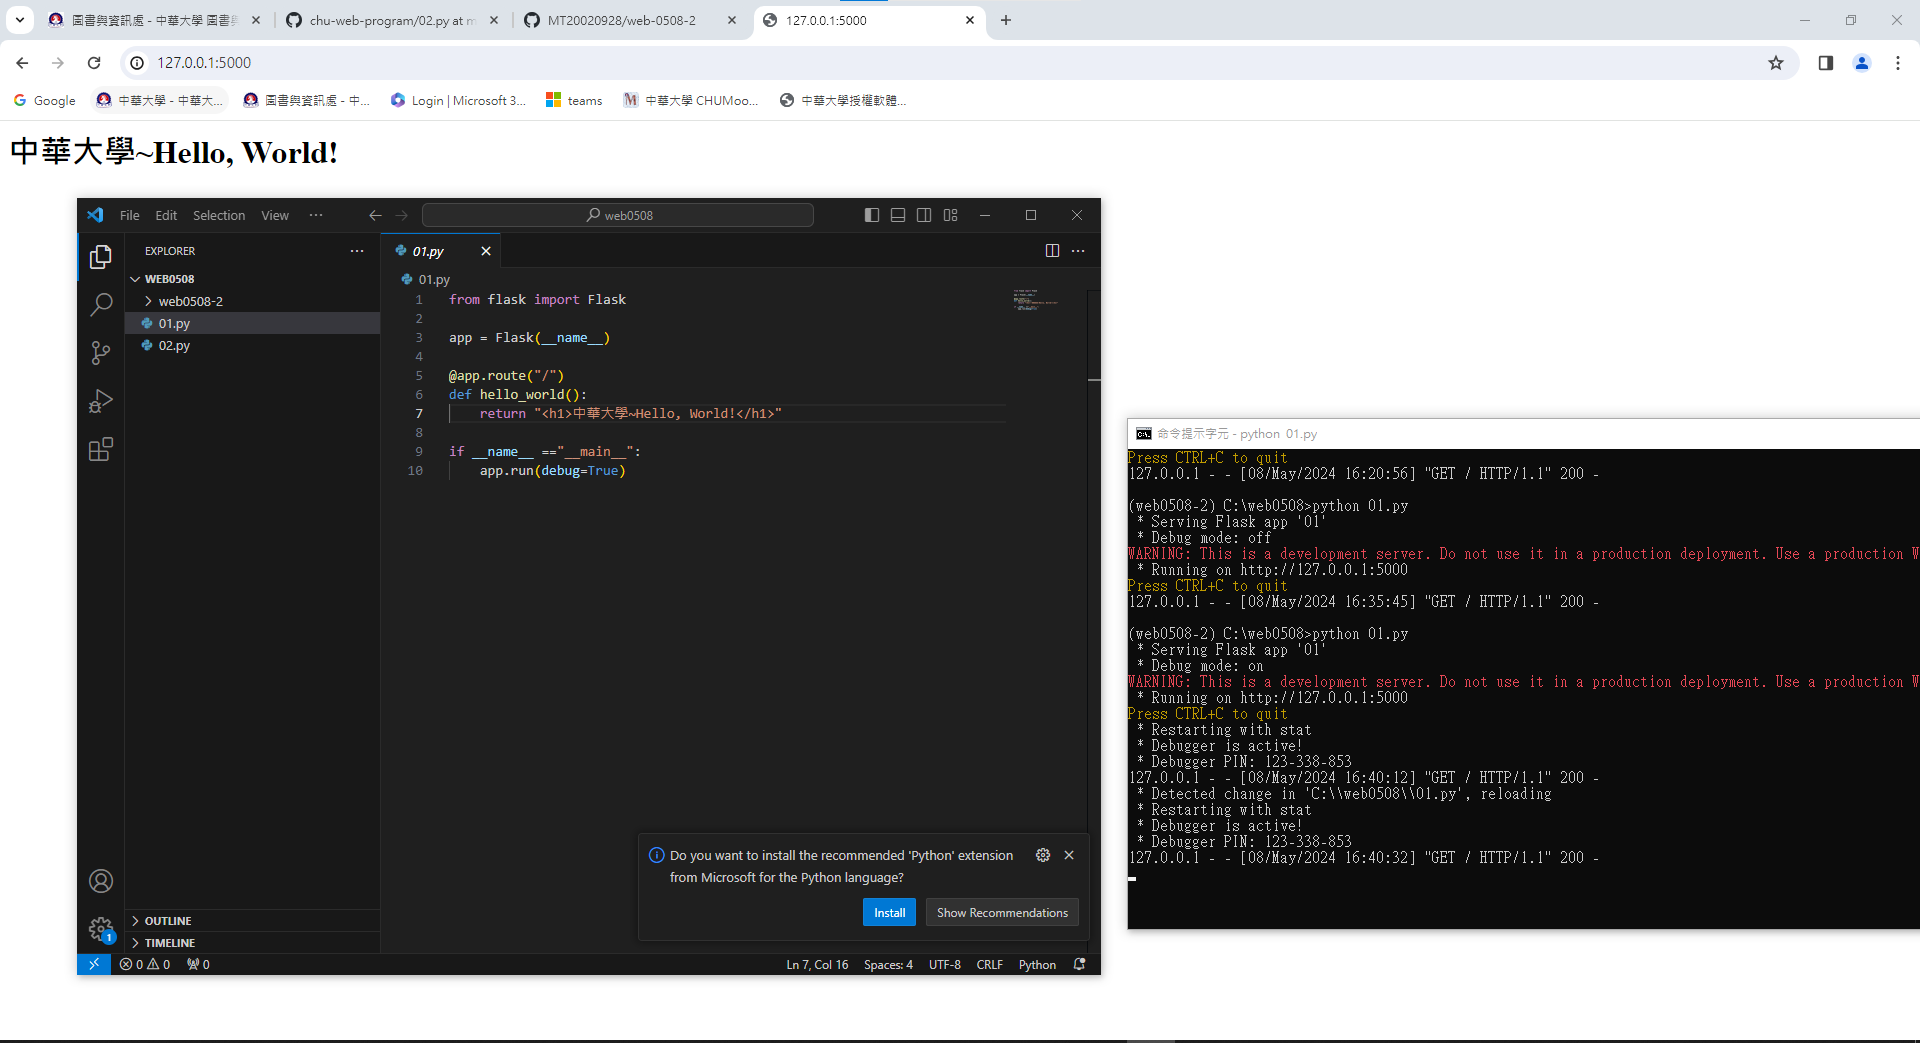 圖書與資訊處 - 中華大學 圖書與
chu-web-program/02.py at m
MT20020928/web-0508-2
127.0.0.1:5000
127.0.0.1:5000
Google
中華大學 - 中華大...
圖書與資訊處 - 中...
Login | Microsoft 3...
teams
中華大學 CHUMoo...
中華大學授權軟體...
中華大學~Hello, World!
File Edit Selection View ···
web0508
EXPLORER ···
WEB0508
web0508-2
01.py
02.py
OUTLINE
TIMELINE
01.py
01.py
1 from flask import Flask
2
3 app = Flask(__name__)
4
5 @app.route("/")
6 def hello_world():
7 return "<h1>中華大學~Hello, World!</h1>"
8
9 if __name__ =="__main__":
10 app.run(debug=True)
Do you want to install the recommended 'Python' extension
from Microsoft for the Python language?
Install
Show Recommendations
1
0 0 0
Ln 7, Col 16 Spaces: 4 UTF-8 CRLF Python
命令提示字元 - python 01.py
Press CTRL+C to quit
127.0.0.1 - - [08/May/2024 16:20:56] "GET / HTTP/1.1" 200 -
(web0508-2) C:\web0508>python 01.py
* Serving Flask app '01'
* Debug mode: off
WARNING: This is a development server. Do not use it in a production deployment. Use a production W
* Running on http://127.0.0.1:5000
Press CTRL+C to quit
127.0.0.1 - - [08/May/2024 16:35:45] "GET / HTTP/1.1" 200 -
(web0508-2) C:\web0508>python 01.py
* Serving Flask app '01'
* Debug mode: on
WARNING: This is a development server. Do not use it in a production deployment. Use a production W
* Running on http://127.0.0.1:5000
Press CTRL+C to quit
* Restarting with stat
* Debugger is active!
* Debugger PIN: 123-338-853
127.0.0.1 - - [08/May/2024 16:40:12] "GET / HTTP/1.1" 200 -
* Detected change in 'C:\\web0508\\01.py', reloading
* Restarting with stat
* Debugger is active!
* Debugger PIN: 123-338-853
127.0.0.1 - - [08/May/2024 16:40:32] "GET / HTTP/1.1" 200 -